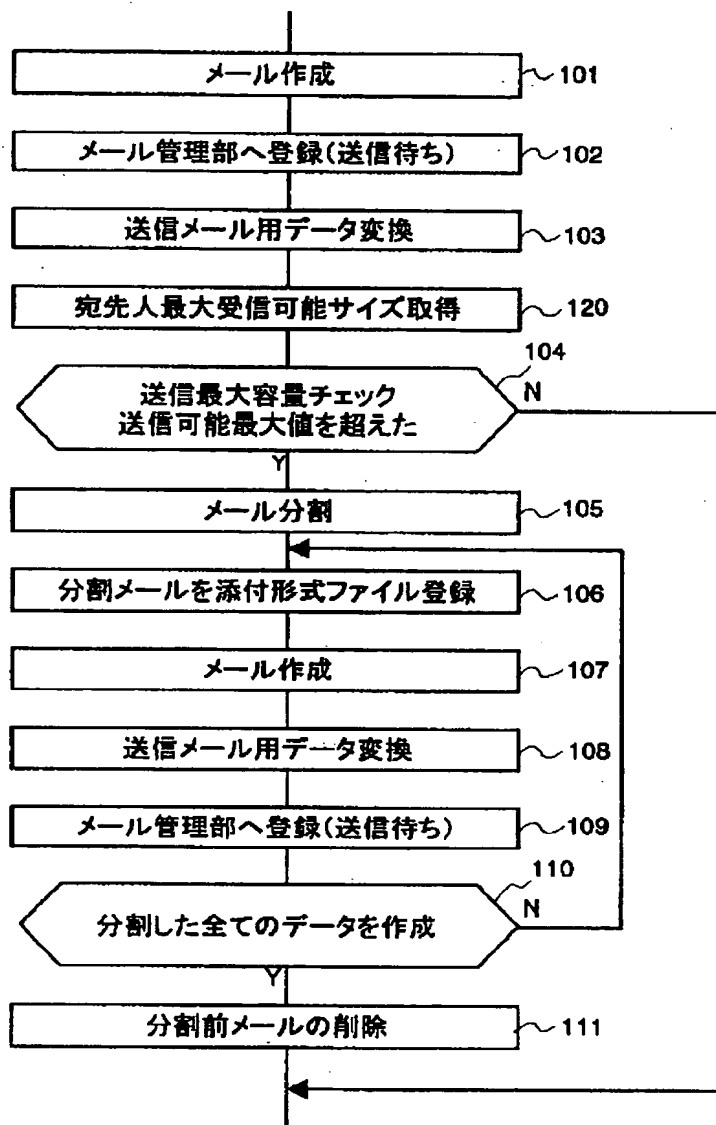 メール作成
101
メール管理部へ登録(送信待ち)
102
送信メール用データ変換
103
宛先人最大受信可能サイズ取得
120
104
送信最大容量チェック
送信可能最大値を超えた
N
Y
メール分割
105
分割メールを添付形式ファイル登録
106
メール作成
107
送信メール用データ変換
108
メール管理部へ登録(送信待ち)
109
110
分割した全てのデータを作成
N
Y
分割前メールの削除
111